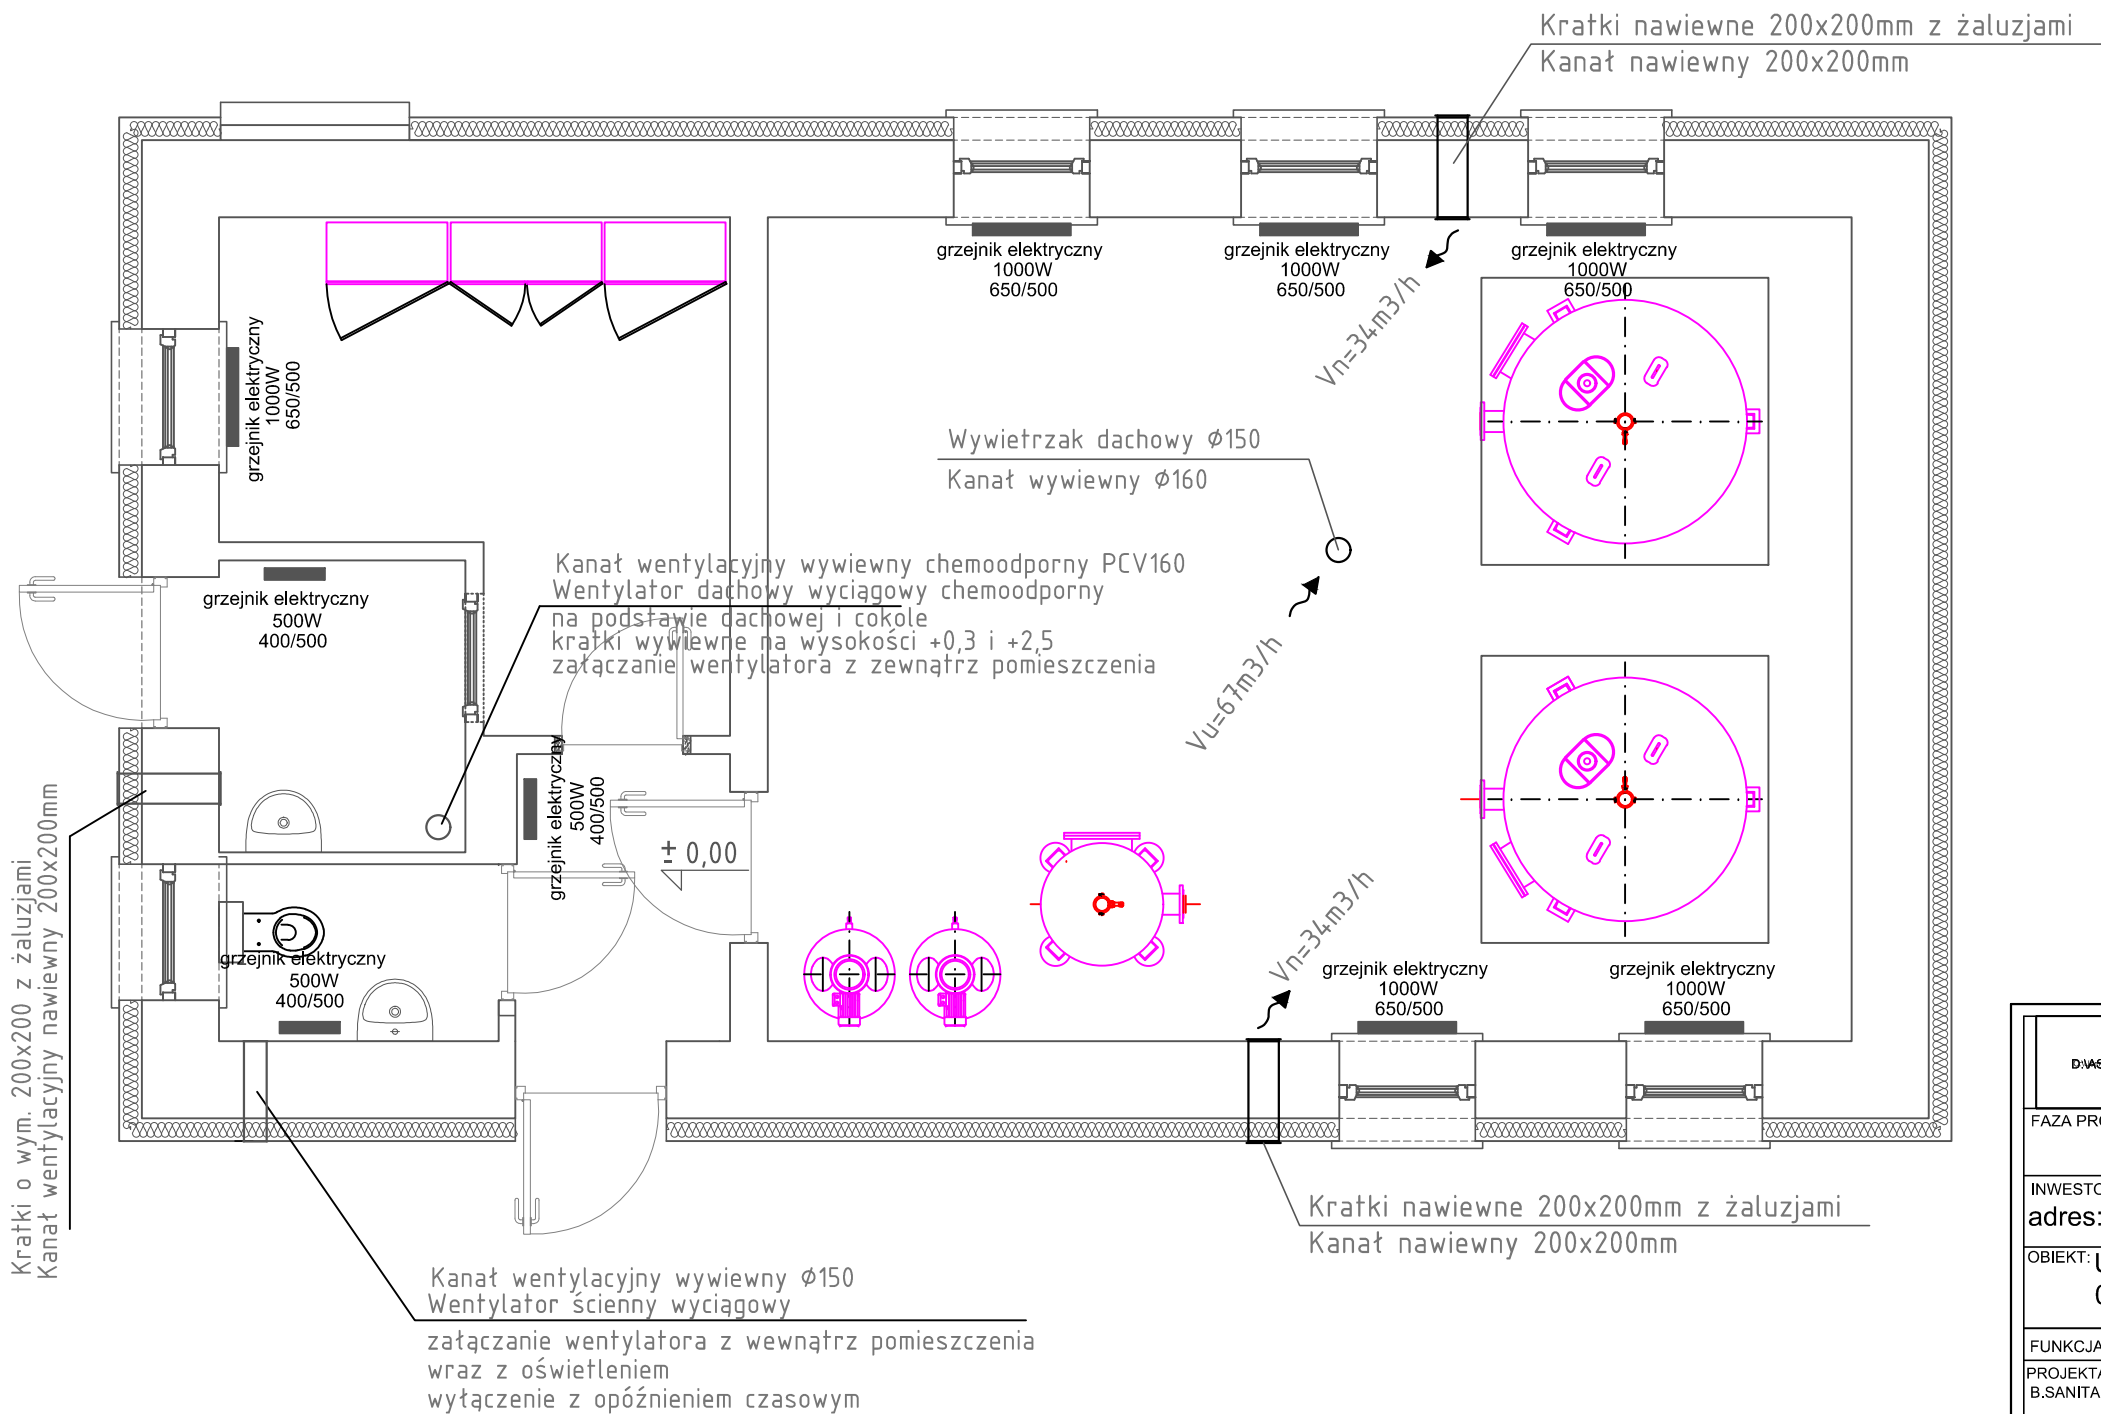 Kratki nawiewne 200x200mm z żaluzjami
Kanał nawiewny 200x200mm
grzejnik elektryczny
1000W
650/500
grzejnik elektryczny
1000W
650/500
grzejnik elektryczny
1000W
650/500
Vn=34m3/h
grzejnik elektryczny
1000W
650/500
Wywietrzak dachowy Ø150
Kanał wywiewny Ø160
Kanał wentylacyjny wywiewny chemoodporny PCV160
Wentylator dachowy wyciągowy chemoodporny
na podstawie dachowej i cokole
kratki wywiewne na wysokości +0,3 i +2,5
załączanie wentylatora z zewnątrz pomieszczenia
grzejnik elektryczny
500W
400/500
Vu=67m3/h
grzejnik elektryczny
500W
400/500
± 0,00
Kratki o wym. 200x200 z żaluzjami
Kanał wentylacyjny nawiewny 200x200mm
grzejnik elektryczny
500W
400/500
Vn=34m3/h
grzejnik elektryczny
1000W
650/500
grzejnik elektryczny
1000W
650/500
Kratki nawiewne 200x200mm z żaluzjami
Kanał nawiewny 200x200mm
Kanał wentylacyjny wywiewny Ø150
Wentylator ścienny wyciągowy
załączanie wentylatora z wewnątrz pomieszczenia
wraz z oświetleniem
wyłączenie z opóźnieniem czasowym
FAZA PR
INWESTO
adres:
OBIEKT:
FUNKCJA
PROJEKTA
B.SANITA